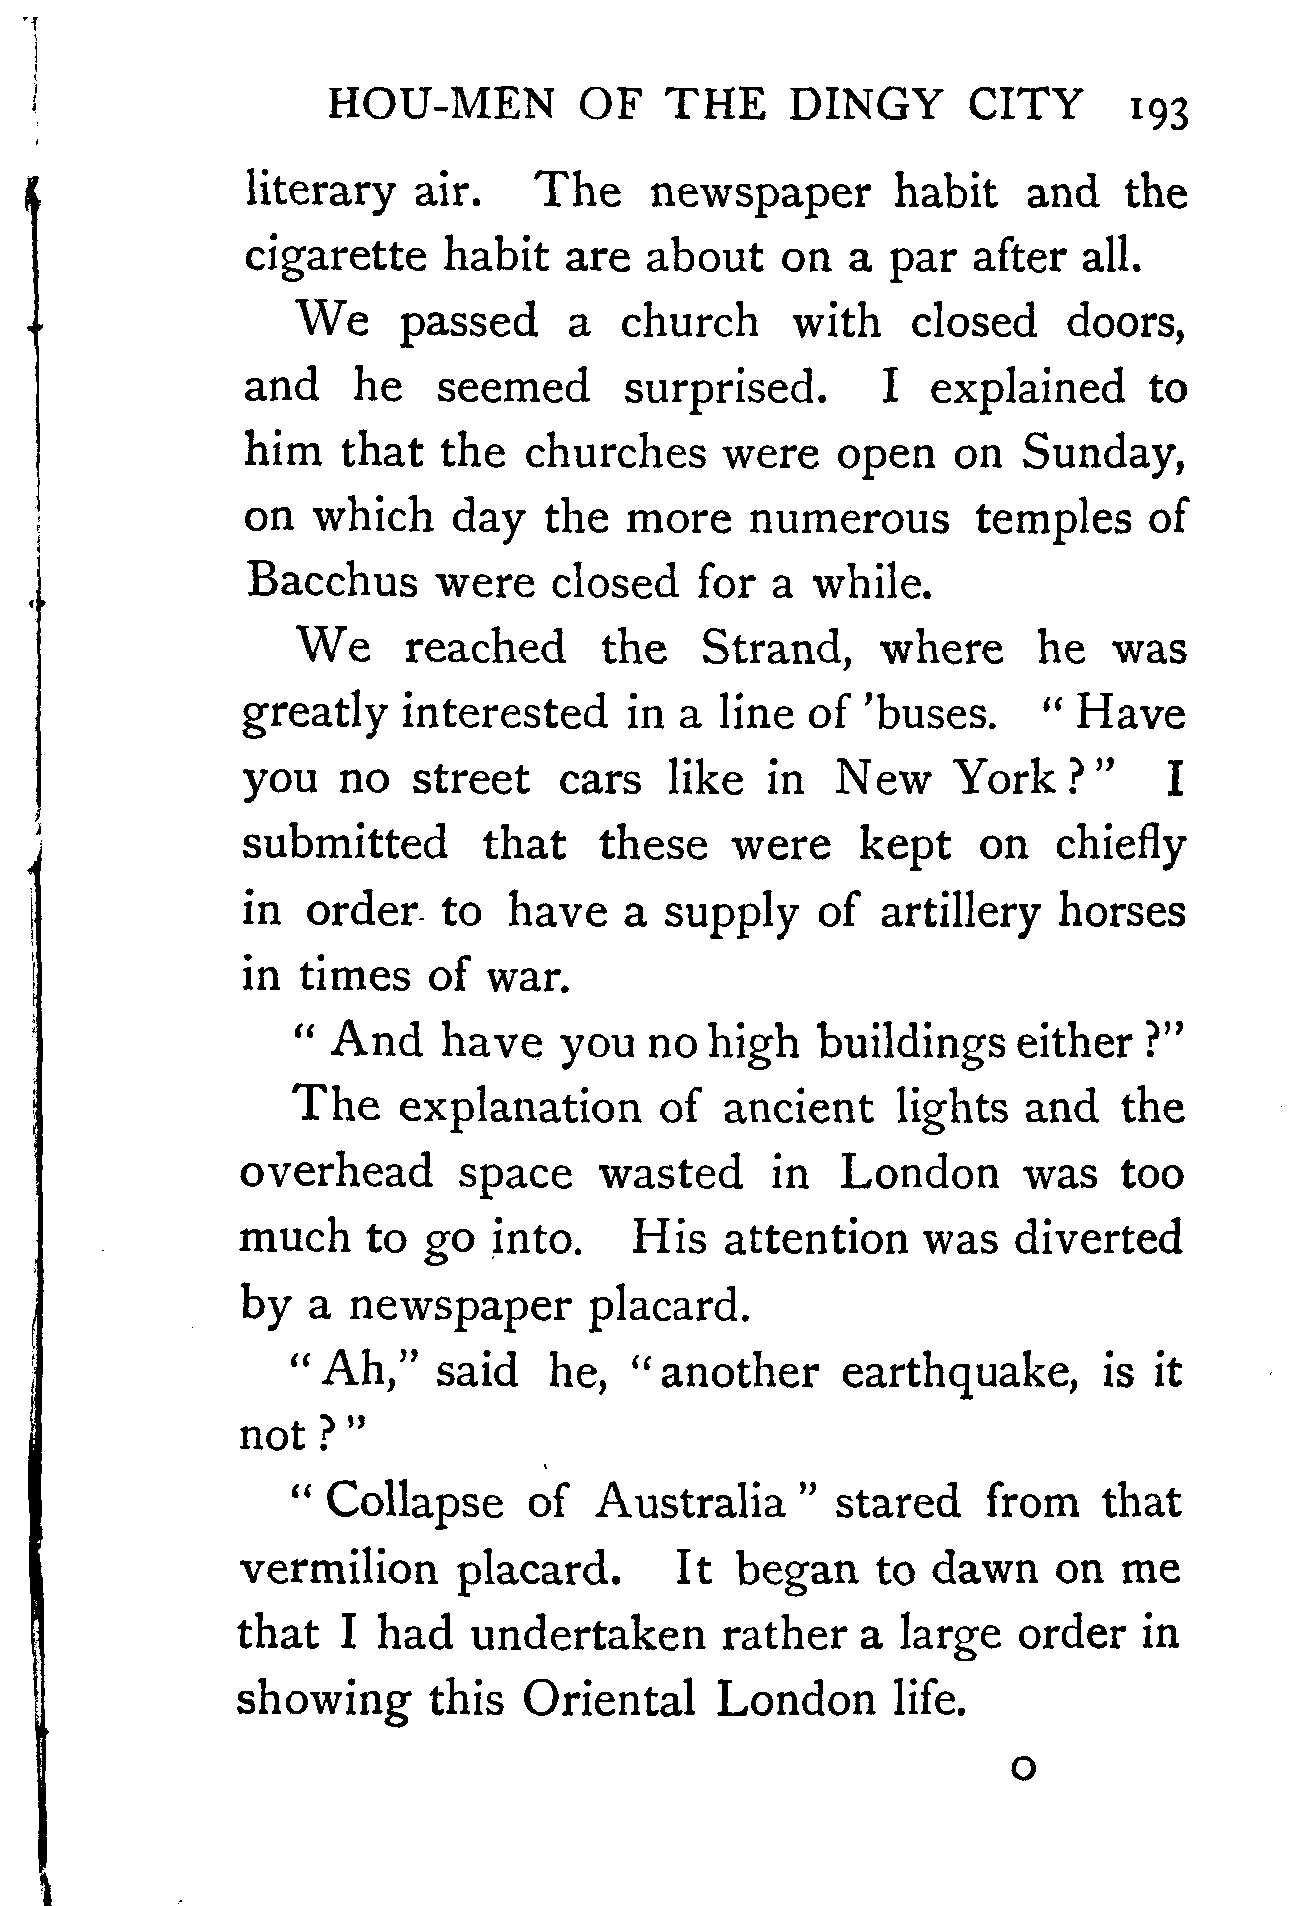 HOU-MEN OF THE DINGY CITY 193
literary air. The newspaper habit and the
cigarette habit are about on a par after all.
We passed a church with closed doors,
and he seemed surprised. I explained to
him that the churches were open on Sunday,
on which day the more numerous temples of
Bacchus were closed for a while.
We reached the Strand, where he was
greatly interested in a line of 'buses. “ Have
you no street cars like in New York ? ” I
submitted that these were kept on chiefly
in order to have a supply of artillery horses
in times of war.
“ And have you no high buildings either ?”
The explanation of ancient lights and the
overhead space wasted in London was too
much to go into. His attention was diverted
by a newspaper placard.
“ Ah,” said he, “ another earthquake, is it
not ? ”
“ Collapse of Australia ” stared from that
vermilion placard. It began to dawn on me
that I had undertaken rather a large order in
showing this Oriental London life.
O